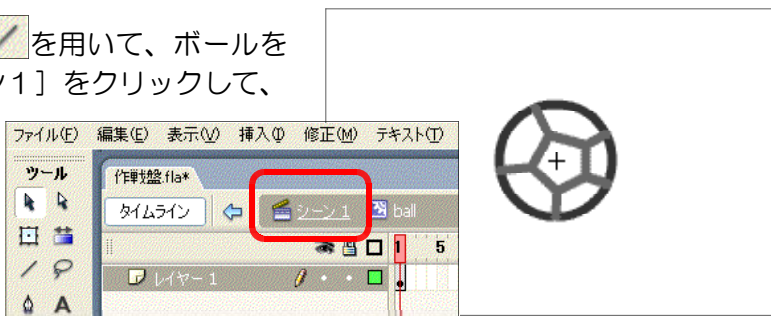 を用いて、ボールを
ン１］をクリックして、
ファイル(F) 編集(E) 表示(V) 挿入(I) 修正(M) テキスト(T)
ツール
作戦盤.fla*
タイムライン シーン 1 ball
1 5
レイヤー 1
A